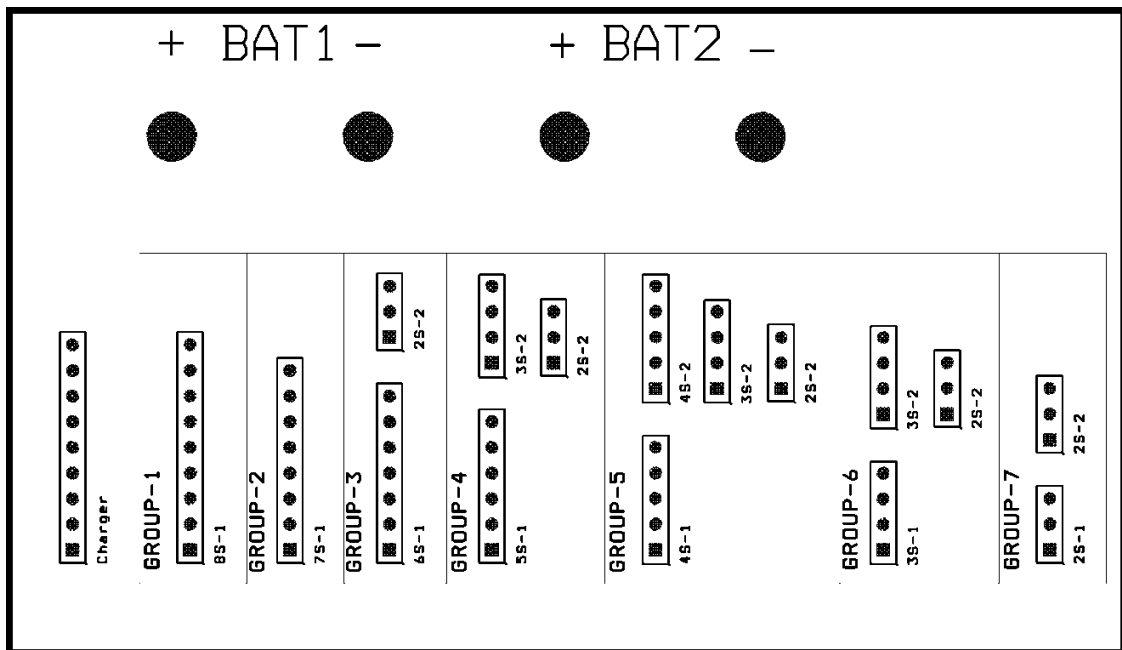 + BAT1 -
+ BAT2 -
Charger
GROUP-1
8S-1
GROUP-2
7S-1
GROUP-3
2S-2
6S-1
GROUP-4
3S-2
2S-2
5S-1
GROUP-5
4S-2
3S-2
2S-2
4S-1
GROUP-6
3S-2
2S-2
3S-1
GROUP-7
2S-2
2S-1